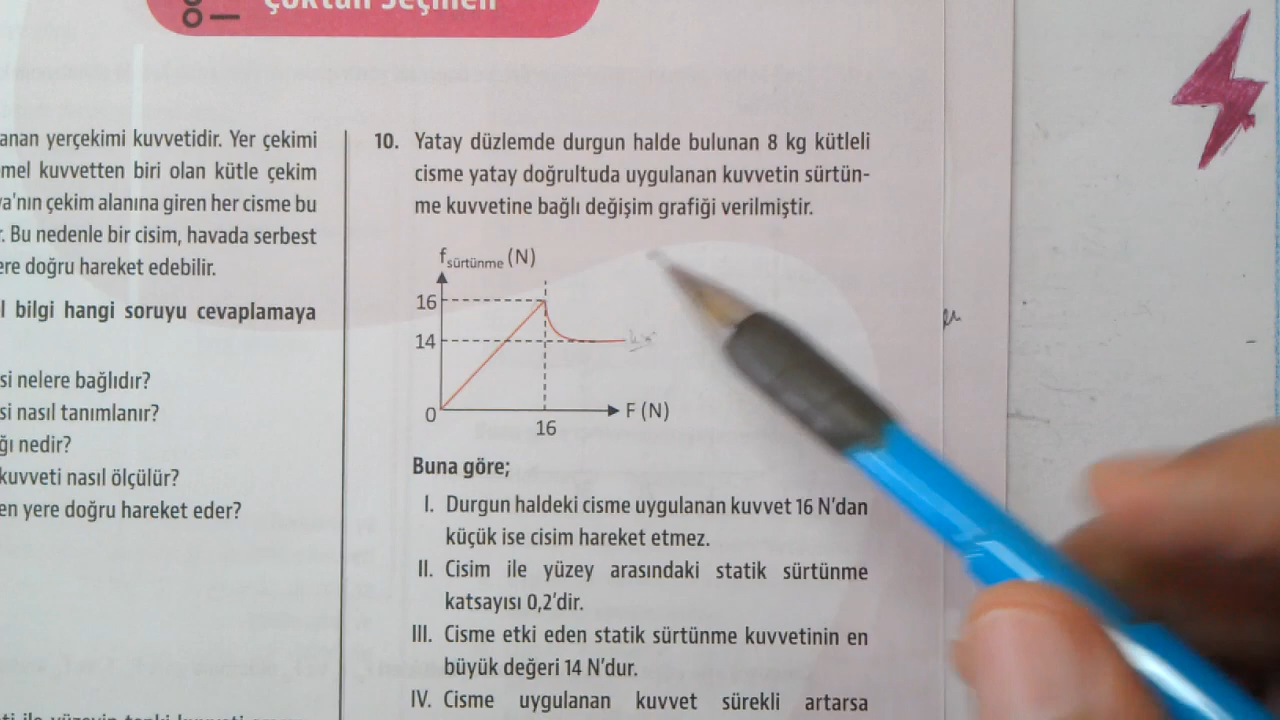 çoktan Seçmeli
anan yerçekimi kuvvetidir. Yer çekimi
mel kuvvetten biri olan kütle çekim
va'nın çekim alanına giren her cisme bu
r. Bu nedenle bir cisim, havada serbest
ere doğru hareket edebilir.
l bilgi hangi soruyu cevaplamaya
si nelere bağlıdır?
si nasıl tanımlanır?
ğı nedir?
kuvveti nasıl ölçülür?
en yere doğru hareket eder?
10. Yatay düzlemde durgun halde bulunan 8 kg kütleli
cisme yatay doğrultuda uygulanan kuvvetin sürtün-
me kuvvetine bağlı değişim grafiği verilmiştir.
fsürtünme (N)
16
14
0
16
F (N)
Buna göre;
I. Durgun haldeki cisme uygulanan kuvvet 16 N'dan
küçük ise cisim hareket etmez.
II. Cisim ile yüzey arasındaki statik sürtünme
katsayısı 0,2'dir.
III. Cisme etki eden statik sürtünme kuvvetinin en
büyük değeri 14 N'dur.
IV. Cisme uygulanan kuvvet sürekli artarsa